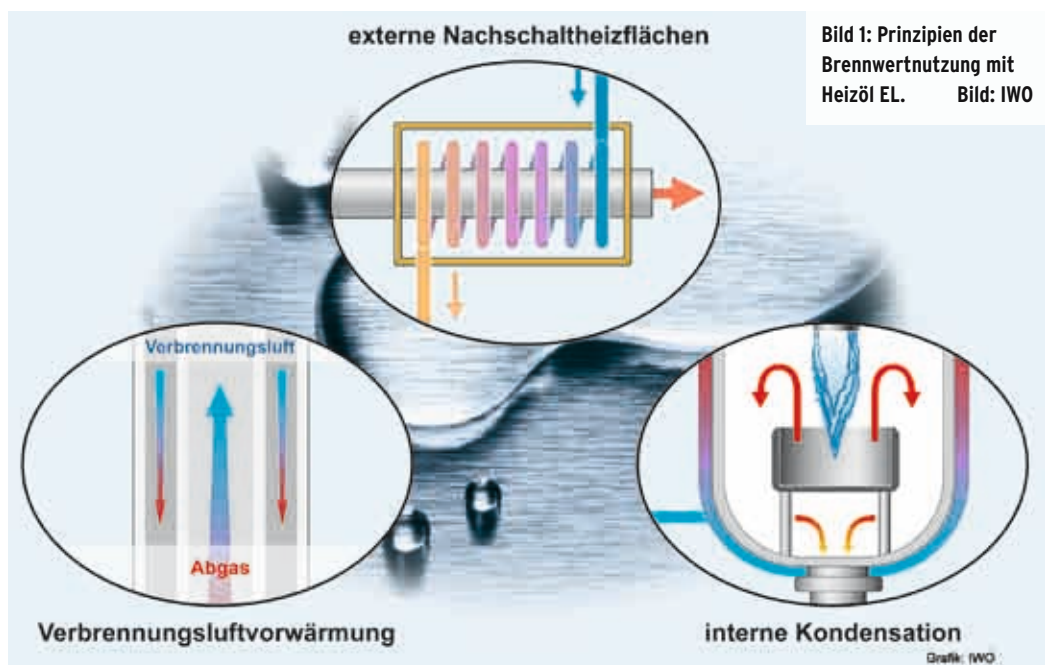 externe Nachschaltheizflächen
Bild 1: Prinzipien der
Brennwertnutzung mit
Heizöl EL. Bild: IWO
Verbrennungsluft
Abgas
Verbrennungsluftvorwärmung
interne Kondensation
Grafik: IWO